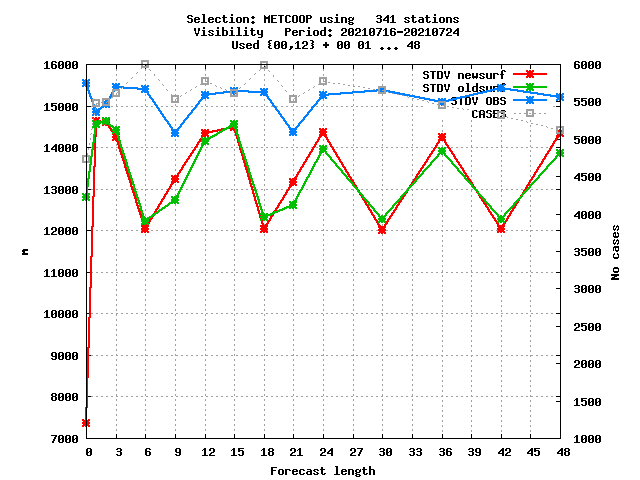 Selection: METCOOP using   341 stations
Visibility   Period: 20210716-20210724
Used {00,12} + 00 01 ... 48
16000
15000
14000
13000
12000
11000
10000
9000
8000
7000
m
6000
5500
5000
4500
4000
3500
3000
2500
2000
1500
1000
No cases
STDV newsurf
STDV oldsurf
STDV OBS
CASES
0 3 6 9 12 15 18 21 24 27 30 33 36 39 42 45 48
Forecast length